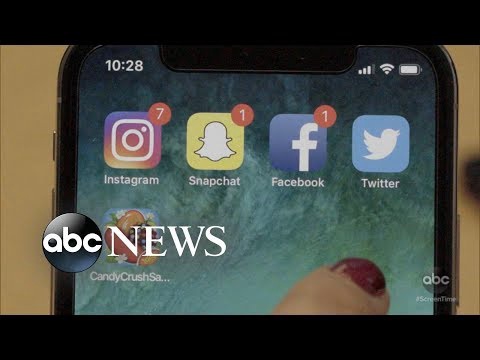 10:28
7
1
1
Instagram
Snapchat
Facebook
Twitter
abc NEWS
CandyCrushSa...
abc
#ScreenTime